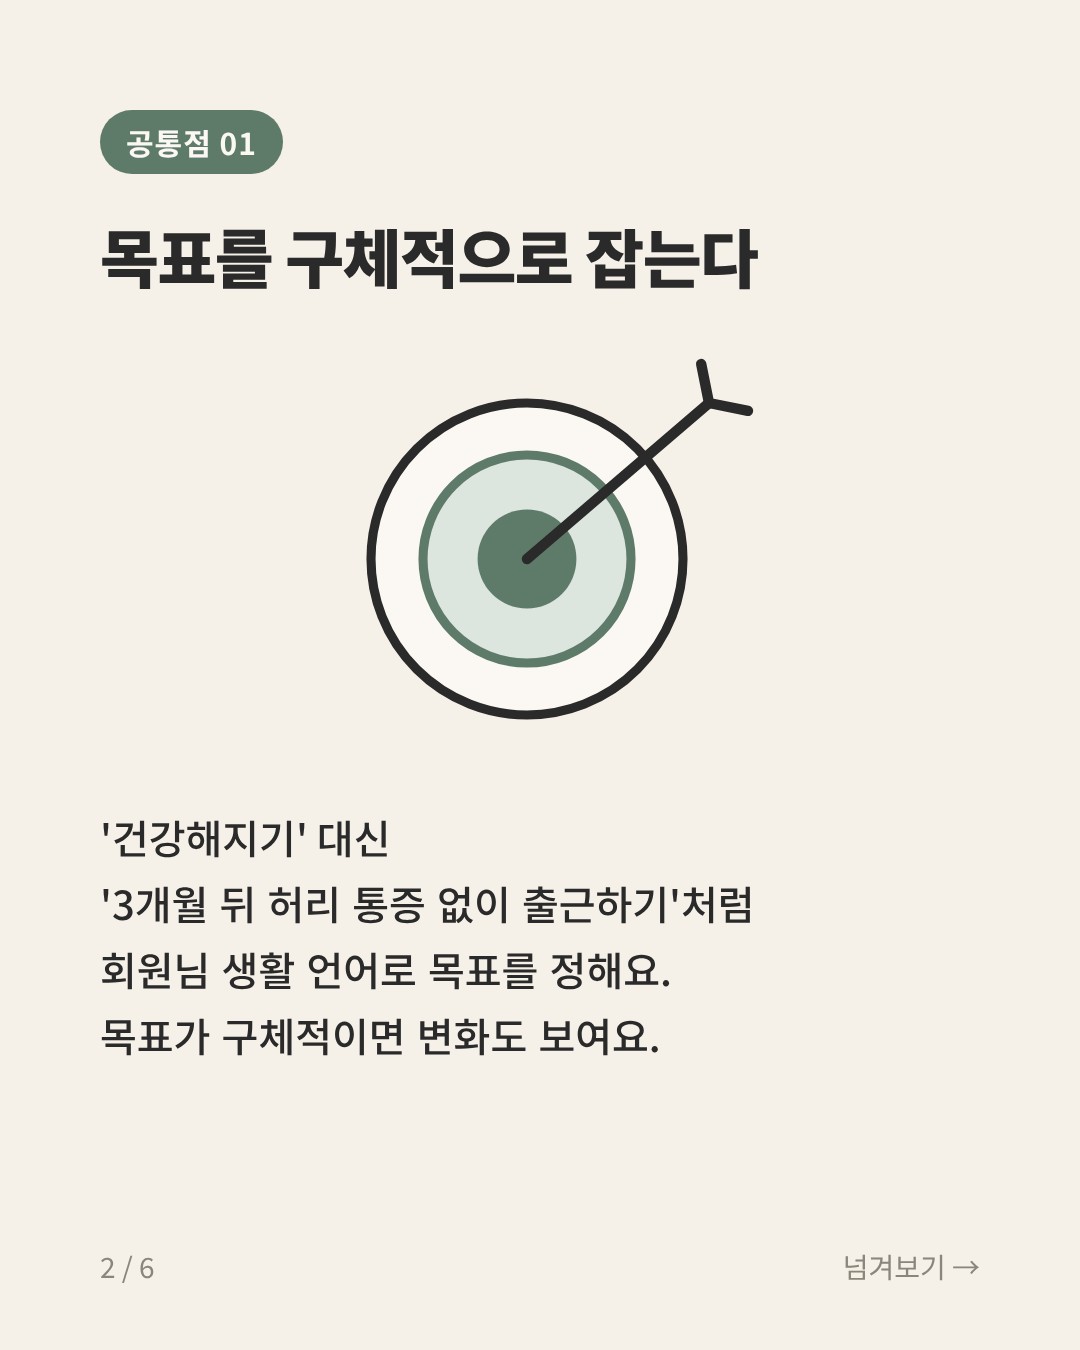 공통점 01
목표를 구체적으로 잡는다
'건강해지기' 대신
'3개월 뒤 허리 통증 없이 출근하기'처럼
회원님 생활 언어로 목표를 정해요.
목표가 구체적이면 변화도 보여요.
2 / 6
넘겨보기 →